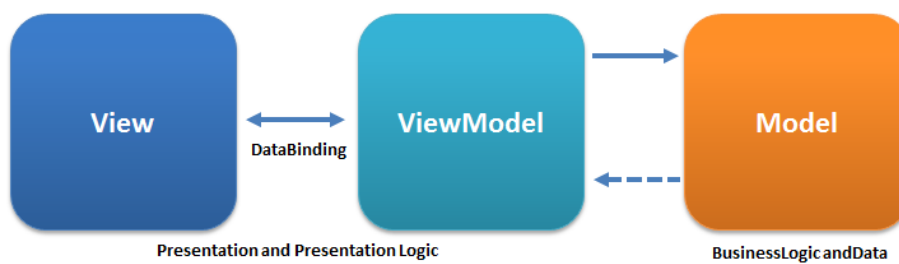 View
ViewModel
Model
DataBinding
Presentation and Presentation Logic
BusinessLogic andData